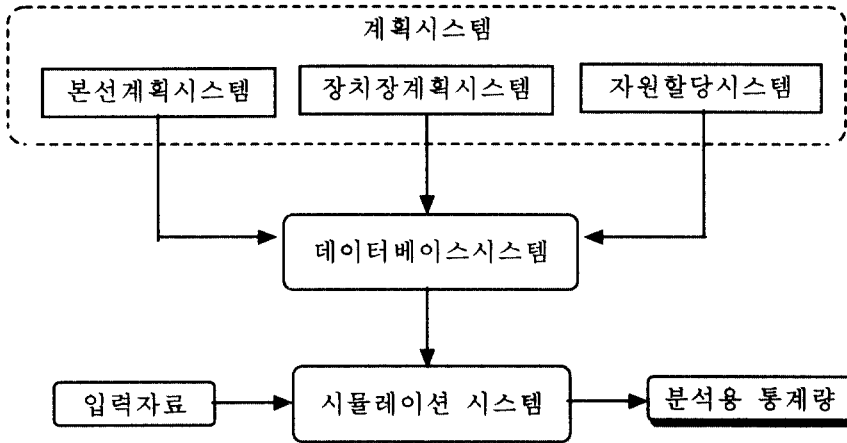 계획시스템
본선계획시스템
장치장계획시스템
자원할당시스템
데이터베이스시스템
입력자료
시뮬레이션 시스템
분석용 통계량